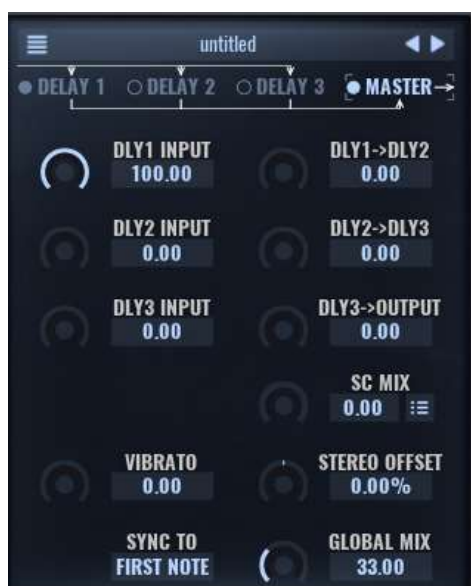 untitled
DELAY 1 DELAY 2 DELAY 3 MASTER
DLY1 INPUT DLY1->DLY2
100.00 0.00
DLY2 INPUT DLY2->DLY3
0.00 0.00
DLY3 INPUT DLY3->OUTPUT
0.00 0.00
SC MIX
0.00
VIBRATO STEREO OFFSET
0.00 0.00%
SYNC TO GLOBAL MIX
FIRST NOTE 33.00